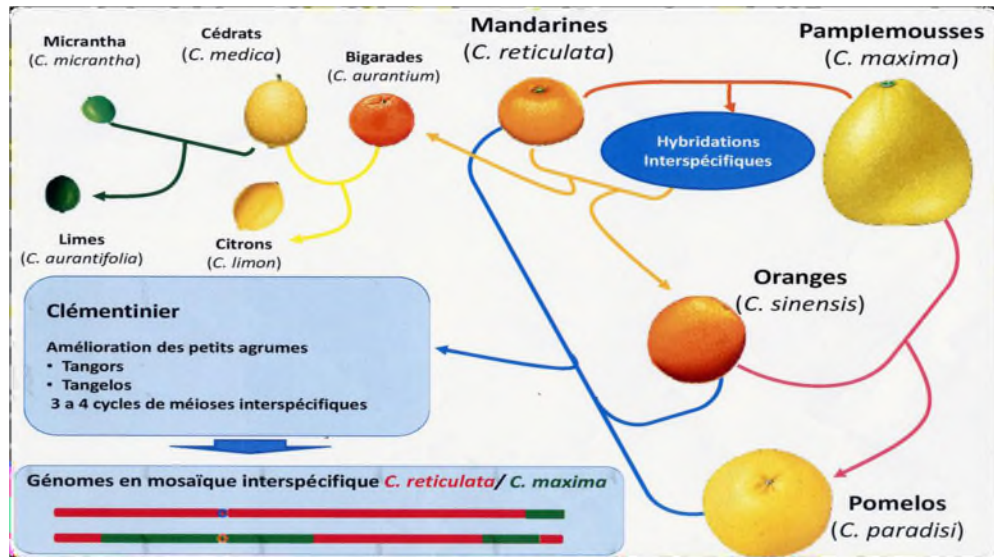 Micrantha
(C. micrantha)
Cédrats
(C. medica)
Bigarades
(C. aurantium)
Mandarines
(C. reticulata)
Pamplemousses
(C. maxima)
Hybridations
Interspécifiques
Limes
(C. aurantifolia)
Citrons
(C. limon)
Oranges
(C. sinensis)
Clémentinier
Amélioration des petits agrumes
• Tangors
• Tangelos
3 a 4 cycles de méioses interspécifiques
Génomes en mosaïque interspécifique C. reticulata/ C. maxima
Pomelos
(C. paradisi)